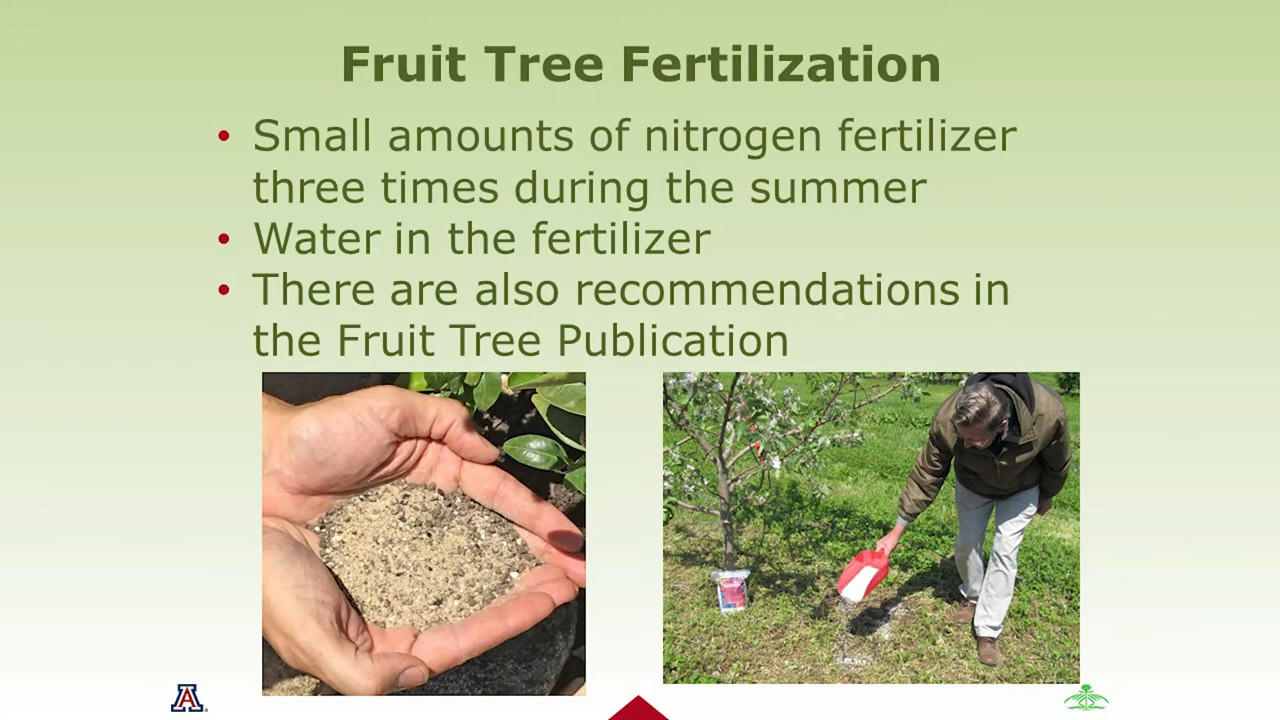 Fruit Tree Fertilization
• Small amounts of nitrogen fertilizer
three times during the summer
• Water in the fertilizer
• There are also recommendations in
the Fruit Tree Publication
A